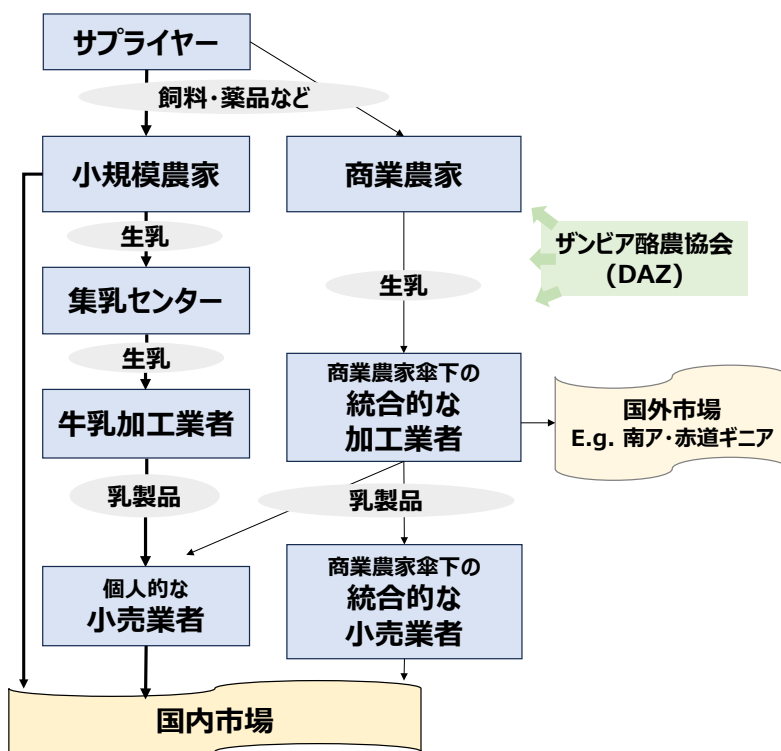 サプライヤー
飼料・薬品など
小規模農家
商業農家
生乳
ザンビア酪農協会
(DAZ)
集乳センター
生乳
生乳
牛乳加工業者
商業農家傘下の
統合的な
加工業者
国外市場
E.g. 南ア・赤道ギニア
乳製品
乳製品
個人的な
小売業者
商業農家傘下の
統合的な
小売業者
国内市場